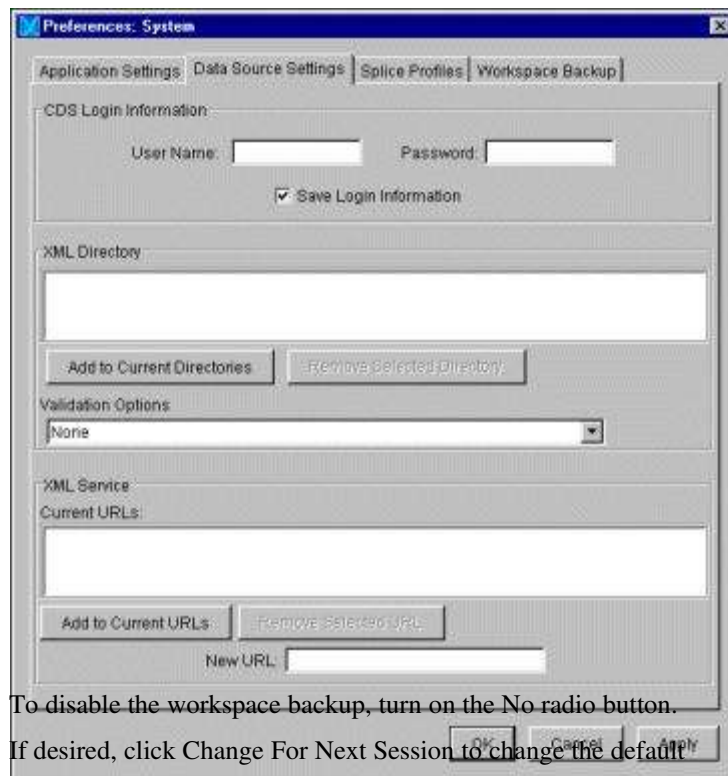 Preferences: System
Application Settings Data Source Settings Splice Profiles Workspace Backup
CDS Login Information
User Name: Password:
Save Login Information
XML Directory
Add to Current Directories Remove Selected Directory
Validation Options
None
XML Service
Current URLs:
Add to Current URLs Remove Selected URL
New URL:
To disable the workspace backup, turn on the No radio button.
OK Cancel Apply
If desired, click Change For Next Session to change the default